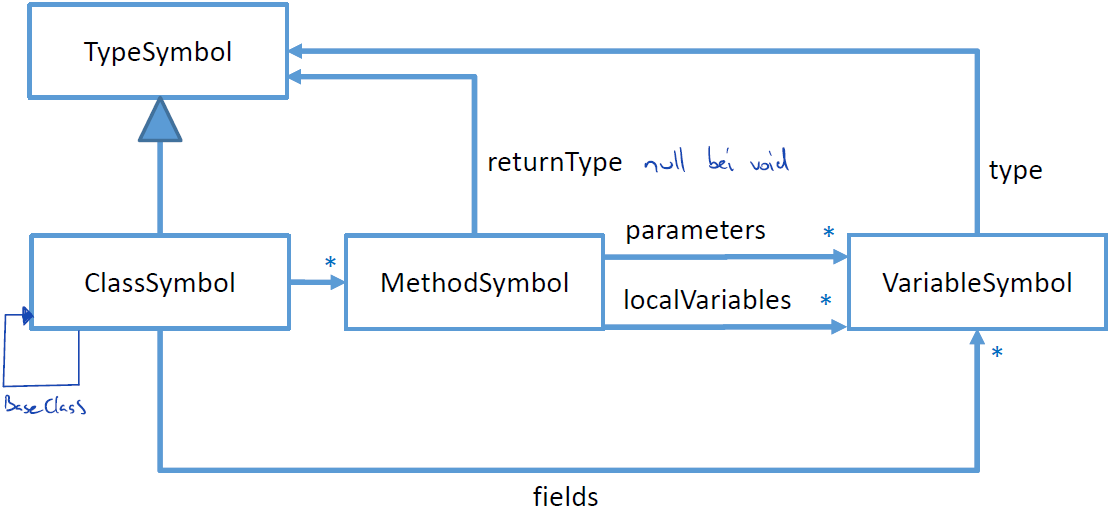 TypeSymbol
returnType null bei void
type
parameters *
ClassSymbol * MethodSymbol
localVariables *
VariableSymbol
BaseClass
*
fields